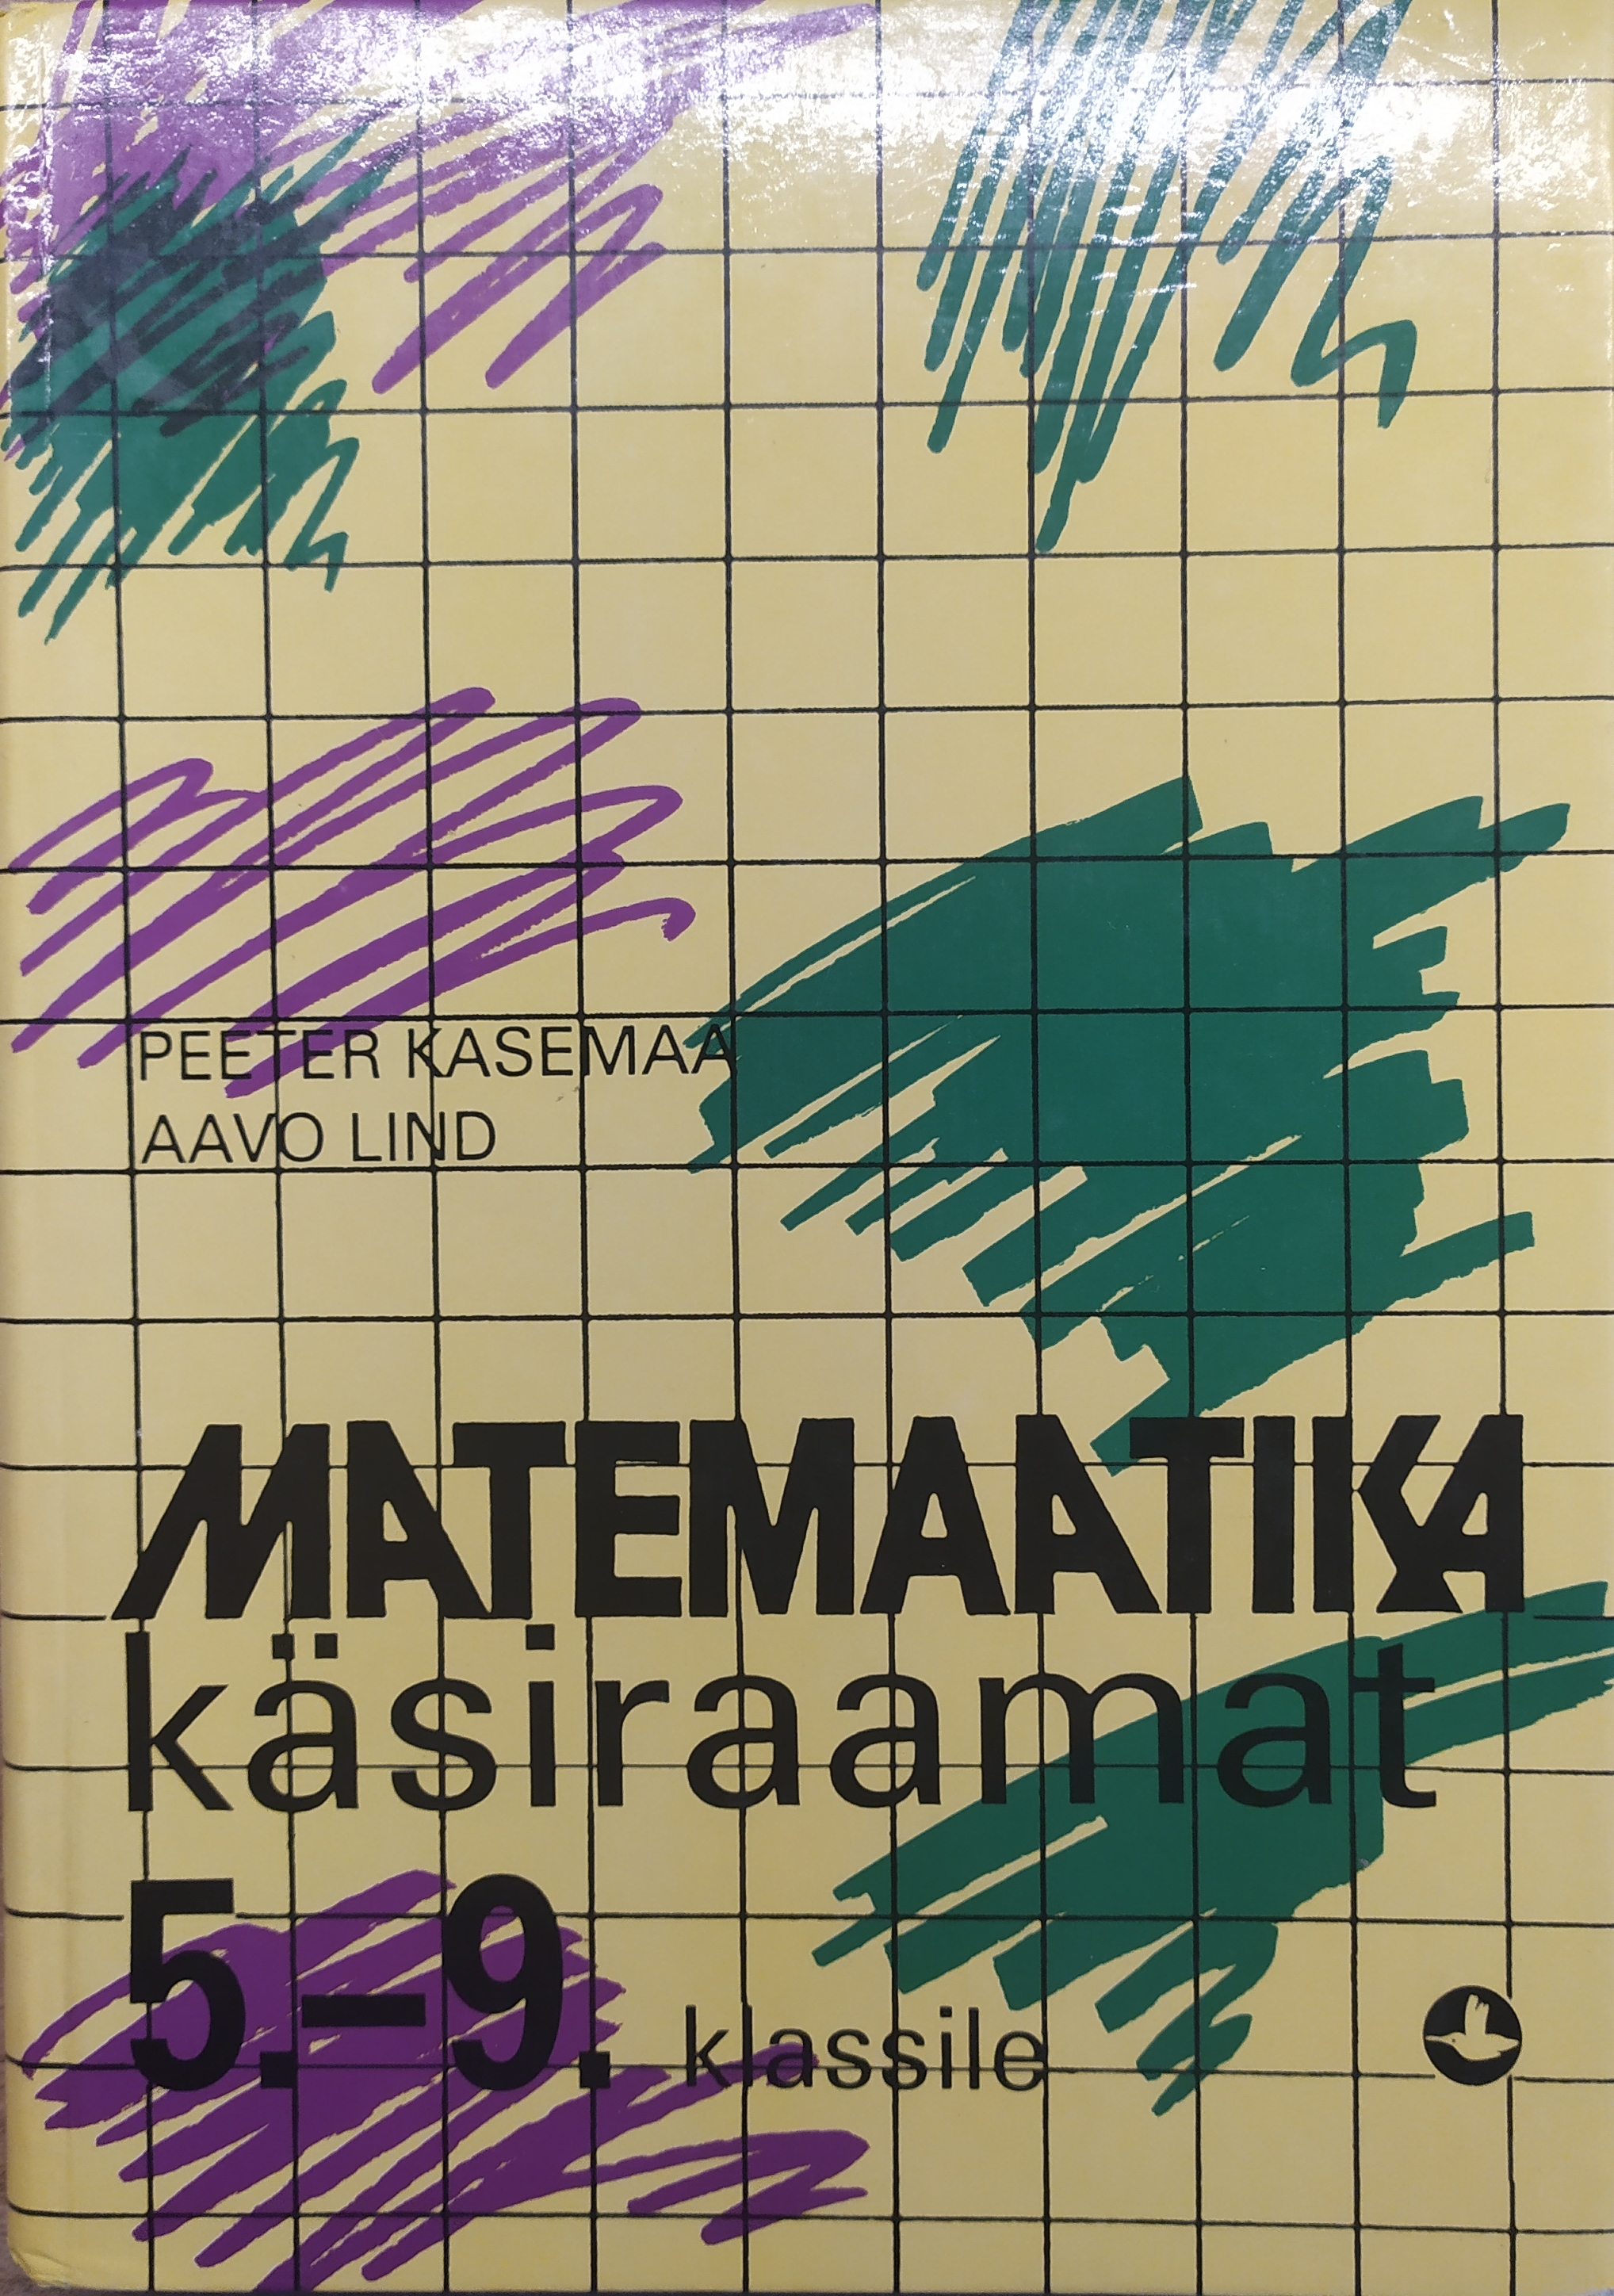 PEETER KASEMAA
AAVO LIND
MATEMAATIKA
käsiraamat
5.–9. klassile